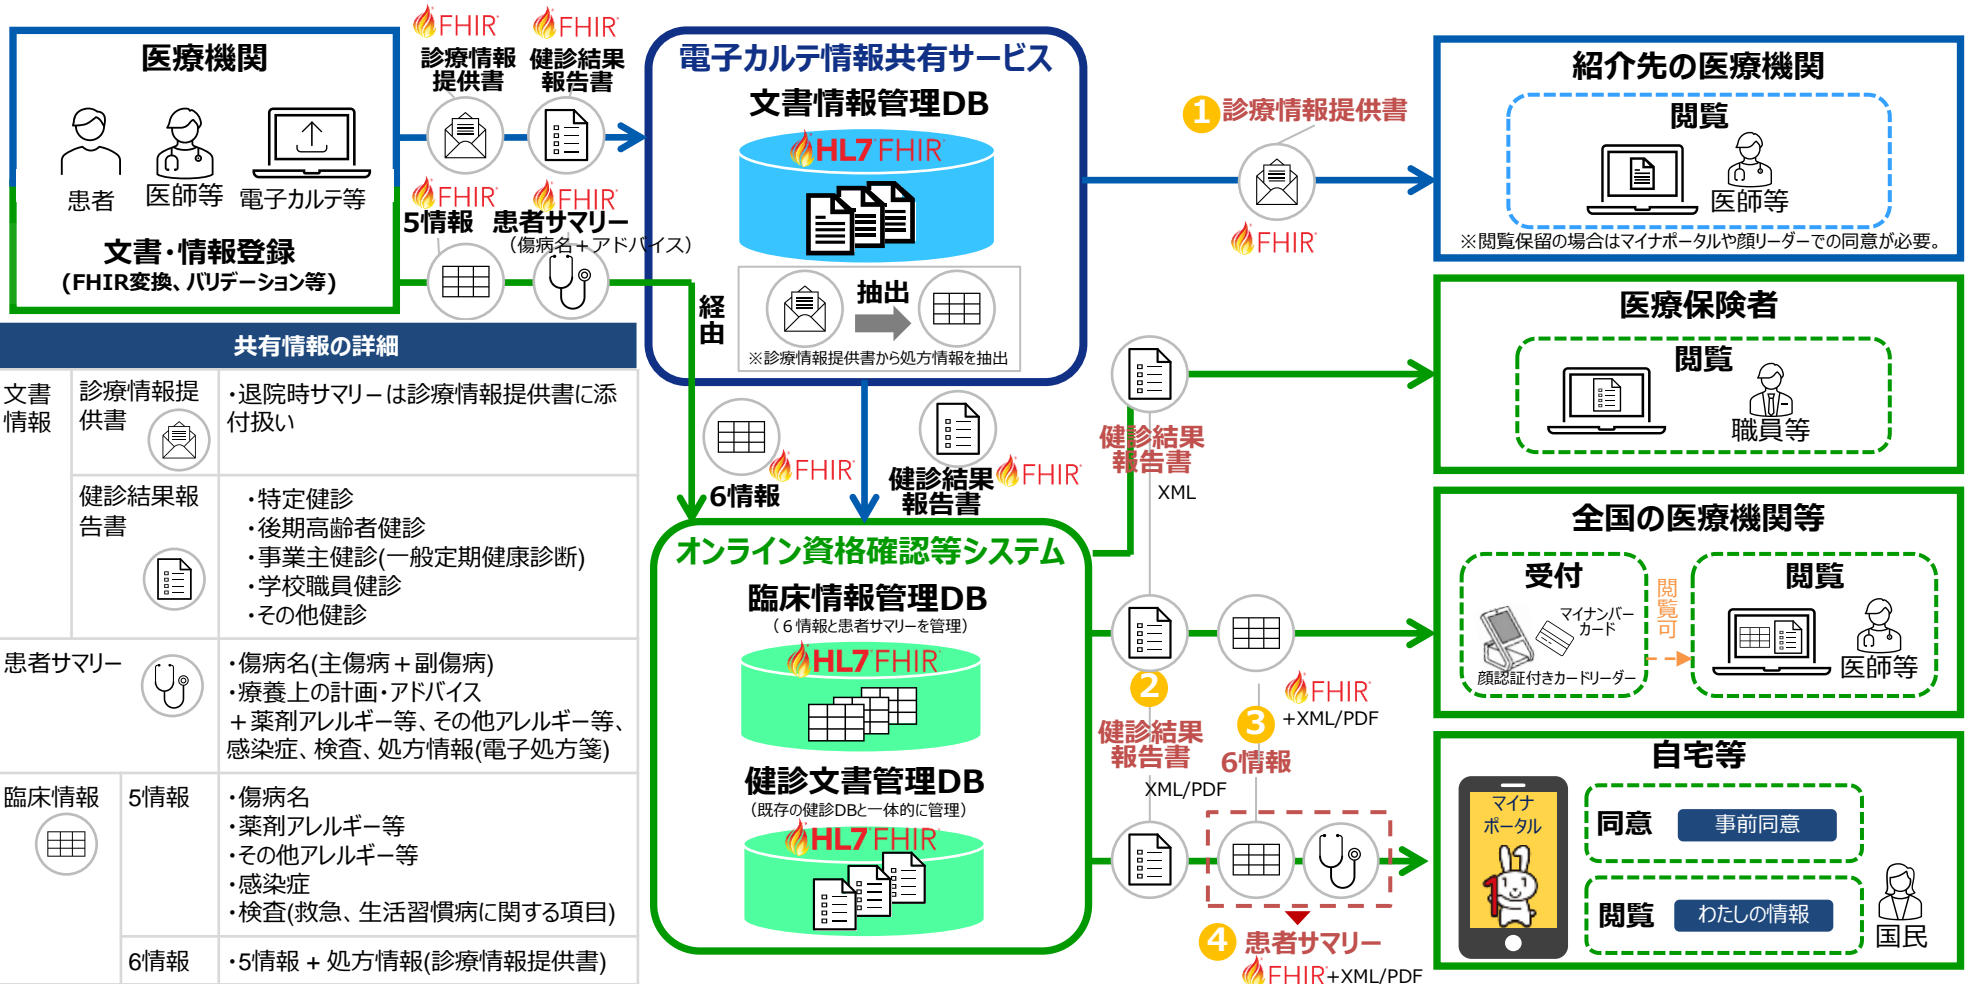 医療機関
患者
医師等
電子カルテ等
文書・情報登録
(FHIR変換、バリデーション等)
FHIR
診療情報
提供書
FHIR
健診結果
報告書
FHIR
5情報
FHIR
患者サマリー
（傷病名＋アドバイス）
電子カルテ情報共有サービス
文書情報管理DB
HL7 FHIR
抽出
※診療情報提供書から処方情報を抽出
経由
1 診療情報提供書
FHIR
紹介先の医療機関
閲覧
医師等
※閲覧保留の場合はマイナポータルや顔リーダーでの同意が必要。
医療保険者
閲覧
職員等
健診結果
報告書
XML
6情報
FHIR
健診結果
報告書
FHIR
オンライン資格確認等システム
臨床情報管理DB
（６情報と患者サマリーを管理）
HL7 FHIR
健診文書管理DB
（既存の健診DBと一体的に管理）
HL7 FHIR
2
健診結果
報告書
XML/PDF
FHIR
+XML/PDF
3
6情報
4 患者サマリー
FHIR+XML/PDF
全国の医療機関等
受付
マイナンバー
カード
顔認証付きカードリーダー
閲覧可
閲覧
医師等
自宅等
マイナ
ポータル
同意
事前同意
閲覧
わたしの情報
国民
共有情報の詳細
文書
情報
診療情報提
供書
・退院時サマリーは診療情報提供書に添
付扱い
健診結果報
告書
・特定健診
・後期高齢者健診
・事業主健診(一般定期健康診断)
・学校職員健診
・その他健診
患者サマリー
・傷病名(主傷病＋副傷病)
・療養上の計画・アドバイス
＋薬剤アレルギー等、その他アレルギー等、
感染症、検査、処方情報(電子処方箋)
臨床情報
5情報
・傷病名
・薬剤アレルギー等
・その他アレルギー等
・感染症
・検査(救急、生活習慣病に関する項目)
6情報
・5情報 + 処方情報(診療情報提供書)